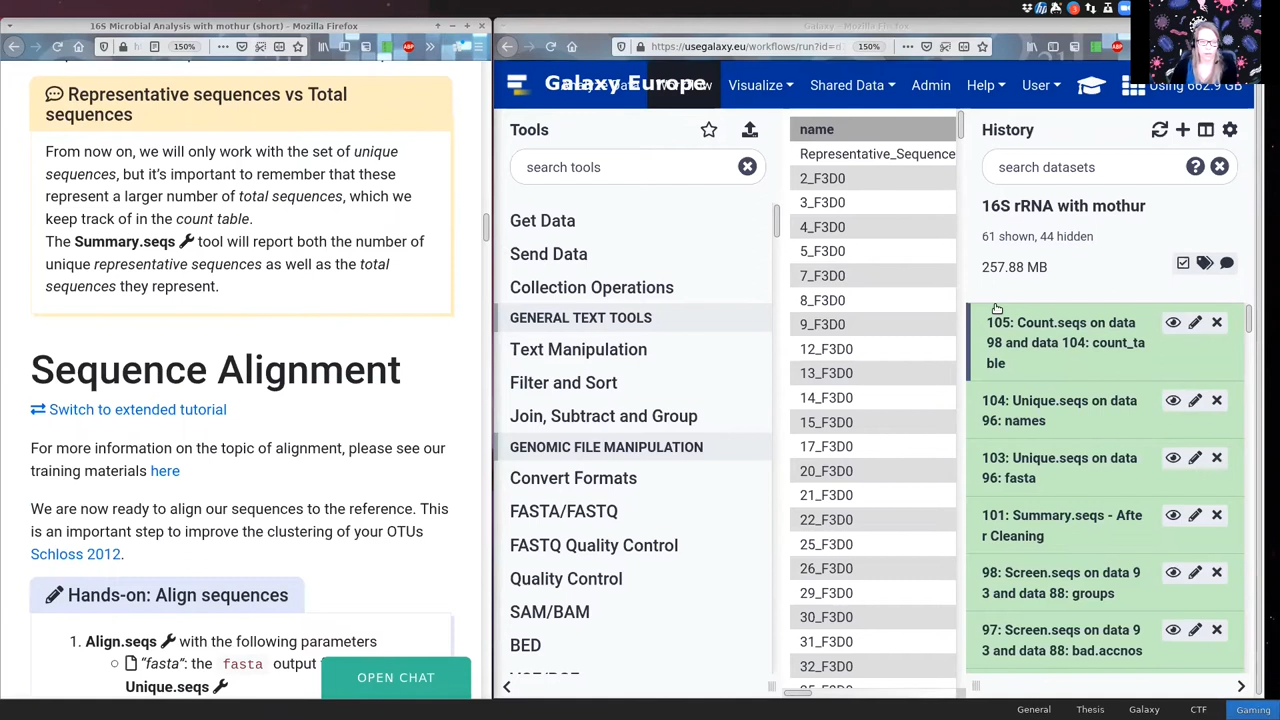 16S Microbial Analysis with mothur (short) - Mozilla Firefox
150%
Representative sequences vs Total
sequences
From now on, we will only work with the set of unique
sequences, but it's important to remember that these
represent a larger number of total sequences, which we
keep track of in the count table.
The Summary.seqs tool will report both the number of
unique representative sequences as well as the total
sequences they represent.
Sequence Alignment
Switch to extended tutorial
For more information on the topic of alignment, please see our
training materials here
We are now ready to align our sequences to the reference. This
is an important step to improve the clustering of your OTUs
Schloss 2012.
Hands-on: Align sequences
1. Align.seqs with the following parameters
"fasta": the fasta output
Unique.seqs
OPEN CHAT
Galaxy - Mozilla Firefox
https://usegalaxy.eu/workflows/run?id=
150%
Galaxy Europe
Visualize
Shared Data
Admin
Help
User
Using 662.9 GB
Tools
search tools
Get Data
Send Data
Collection Operations
GENERAL TEXT TOOLS
Text Manipulation
Filter and Sort
Join, Subtract and Group
GENOMIC FILE MANIPULATION
Convert Formats
FASTA/FASTQ
FASTQ Quality Control
Quality Control
SAM/BAM
BED
name
Representative_Sequence
2_F3D0
3_F3D0
4_F3D0
5_F3D0
7_F3D0
8_F3D0
9_F3D0
12_F3D0
13_F3D0
14_F3D0
15_F3D0
17_F3D0
20_F3D0
21_F3D0
22_F3D0
25_F3D0
26_F3D0
29_F3D0
30_F3D0
31_F3D0
32_F3D0
History
search datasets
16S rRNA with mothur
61 shown, 44 hidden
257.88 MB
105: Count.seqs on data
98 and data 104: count_ta
ble
104: Unique.seqs on data
96: names
103: Unique.seqs on data
96: fasta
101: Summary.seqs - Afte
r Cleaning
98: Screen.seqs on data 9
3 and data 88: groups
97: Screen.seqs on data 9
3 and data 88: bad.accnos
General
Thesis
Galaxy
CTF
Gaming